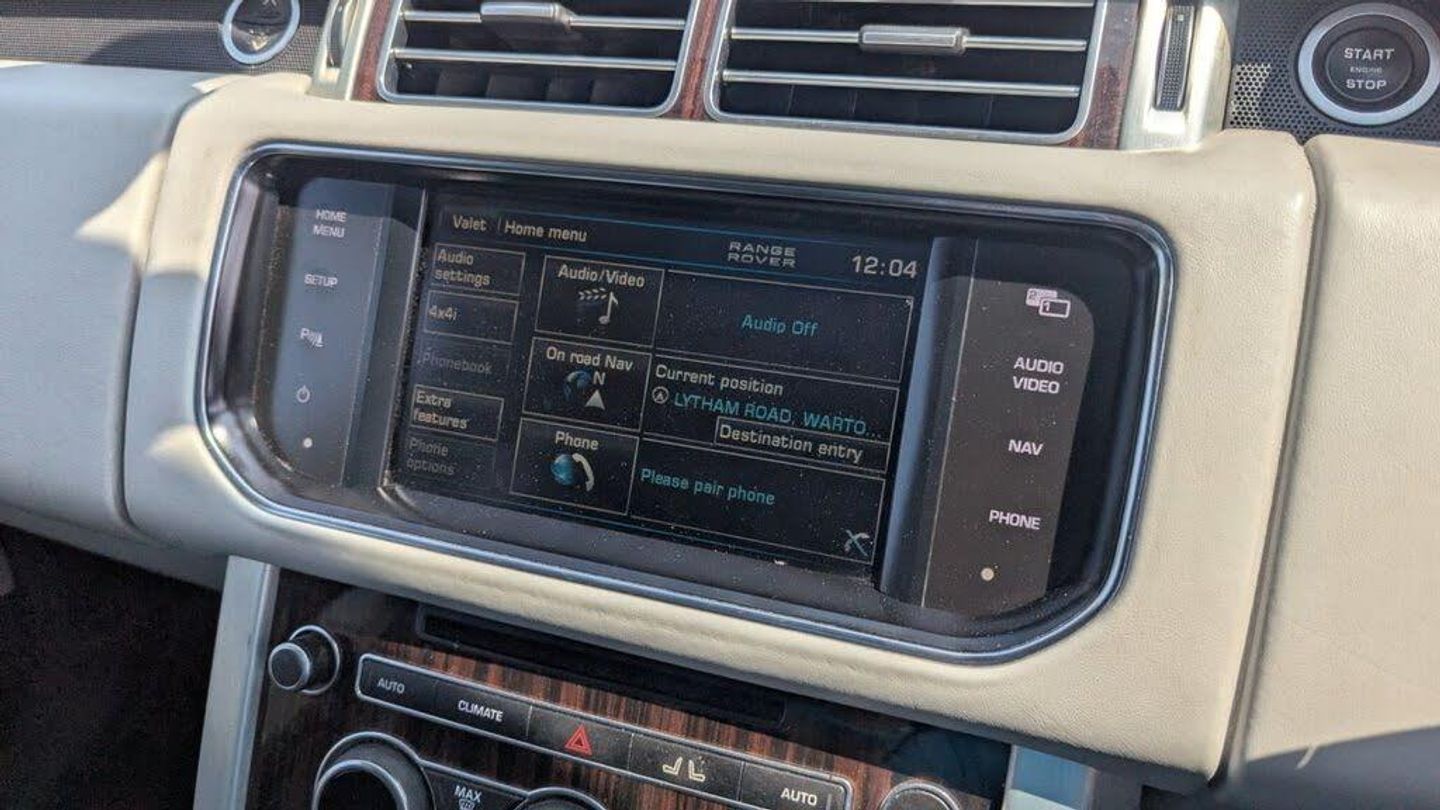 START
ENGINE
STOP
HOME
MENU
SETUP
Valet
Home menu
RANGE
ROVER
12:04
Audio
settings
4x4i
Phonebook
Extra
features
Phone
options
Audio/Video
Audio Off
On road Nav
N
Current position
LYTHAM ROAD, WARTO...
Destination entry
Phone
Please pair phone
2
1
AUDIO
VIDEO
NAV
PHONE
AUTO
CLIMATE
AUTO
MAX